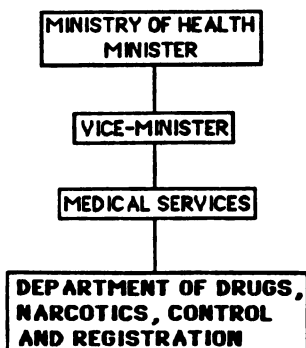 MINISTRY OF HEALTH
MINISTER
VICE-MINISTER
MEDICAL SERVICES
DEPARTMENT OF DRUGS,
NARCOTICS, CONTROL
AND REGISTRATION